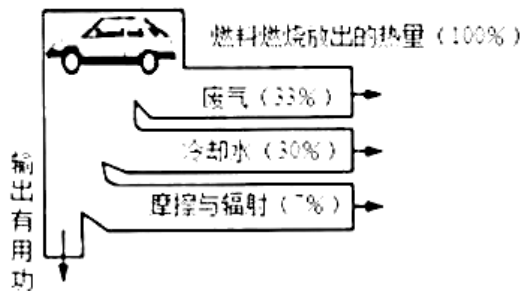 燃料燃烧放出的热量（100%）
废气（33%）
冷却水（30%）
摩擦与辐射（7%）
输出有用功